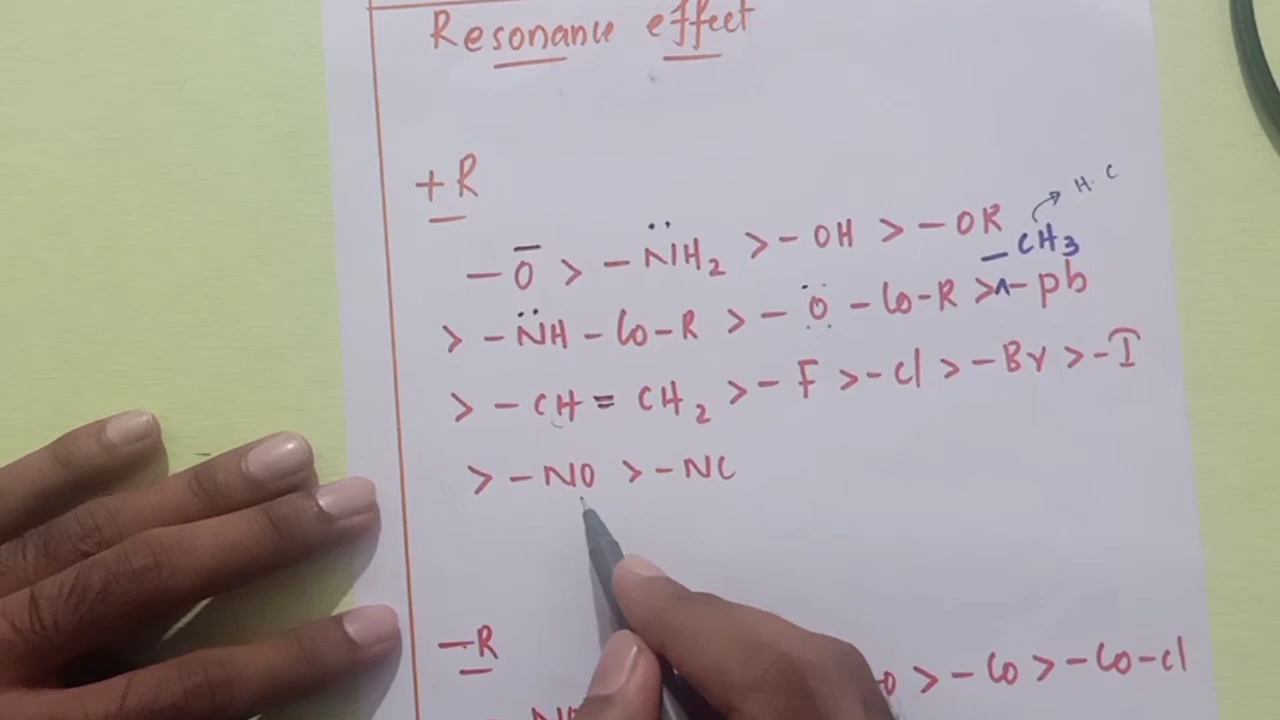 Resonance effect
+R
H.C
- O⁻ > - N̈H₂ > - OH > - OR
- CH₃
> - N̈H - Co - R > - Ö - Co - R > - ph
> - CH = CH₂ > - F > - Cl > - Br > - I
> - NO > - NC
-R
> - Co > - Co - cl